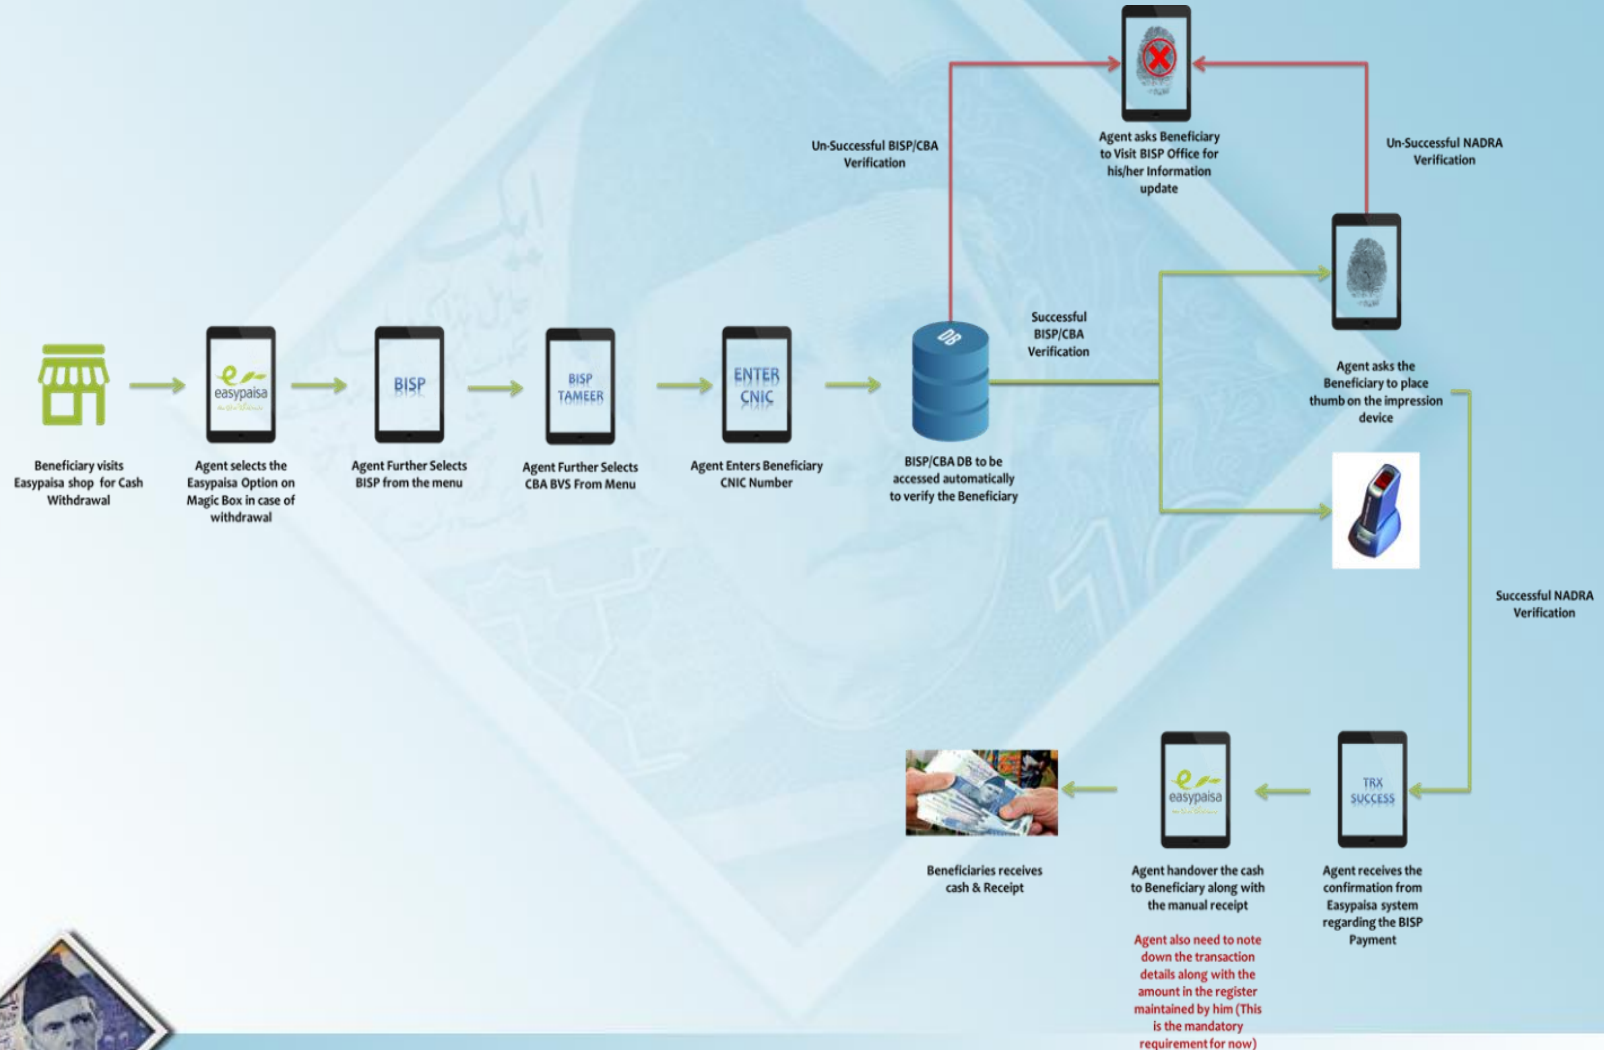 Un-Successful BISP/CBA
Verification
Agent asks Beneficiary
to Visit BISP Office for
his/her Information
update
Un-Successful NADRA
Verification
Successful
BISP/CBA
Verification
DB
easypaisa
BISP
BISP
TAMEER
ENTER
CNIC
Beneficiary visits
Easypaisa shop for Cash
Withdrawal
Agent selects the
Easypaisa Option on
Magic Box in case of
withdrawal
Agent Further Selects
BISP from the menu
Agent Further Selects
CBA BVS From Menu
Agent Enters Beneficiary
CNIC Number
BISP/CBA DB to be
accessed automatically
to verify the Beneficiary
Agent asks the
Beneficiary to place
thumb on the impression
device
Successful NADRA
Verification
easypaisa
TRX
SUCCESS
Beneficiaries receives
cash & Receipt
Agent handover the cash
to Beneficiary along with
the manual receipt
Agent also need to note
down the transaction
details along with the
amount in the register
maintained by him (This
is the mandatory
requirement for now)
Agent receives the
confirmation from
Easypaisa system
regarding the BISP
Payment